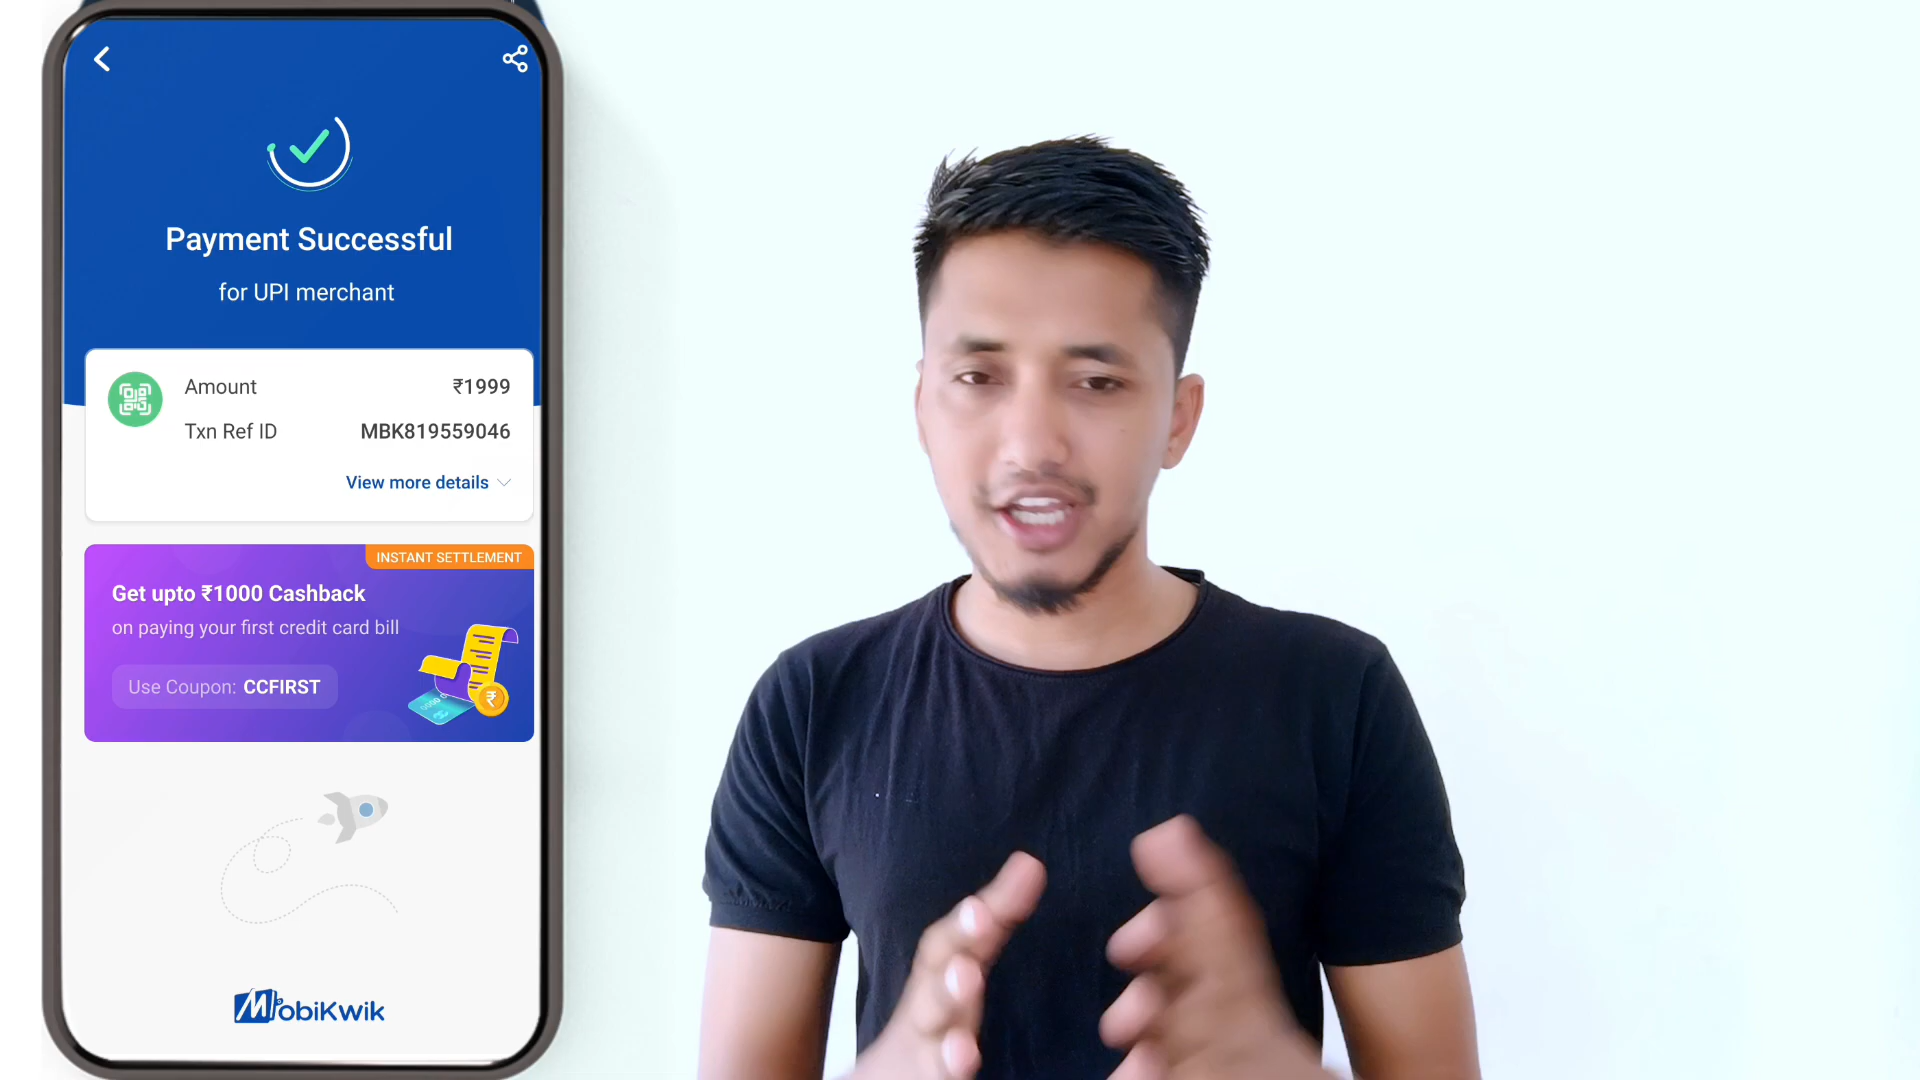 Payment Successful
for UPI merchant
Amount ₹1999
Txn Ref ID MBK819559046
View more details
INSTANT SETTLEMENT
Get upto ₹1000 Cashback
on paying your first credit card bill
Use Coupon: CCFIRST
MobiKwik